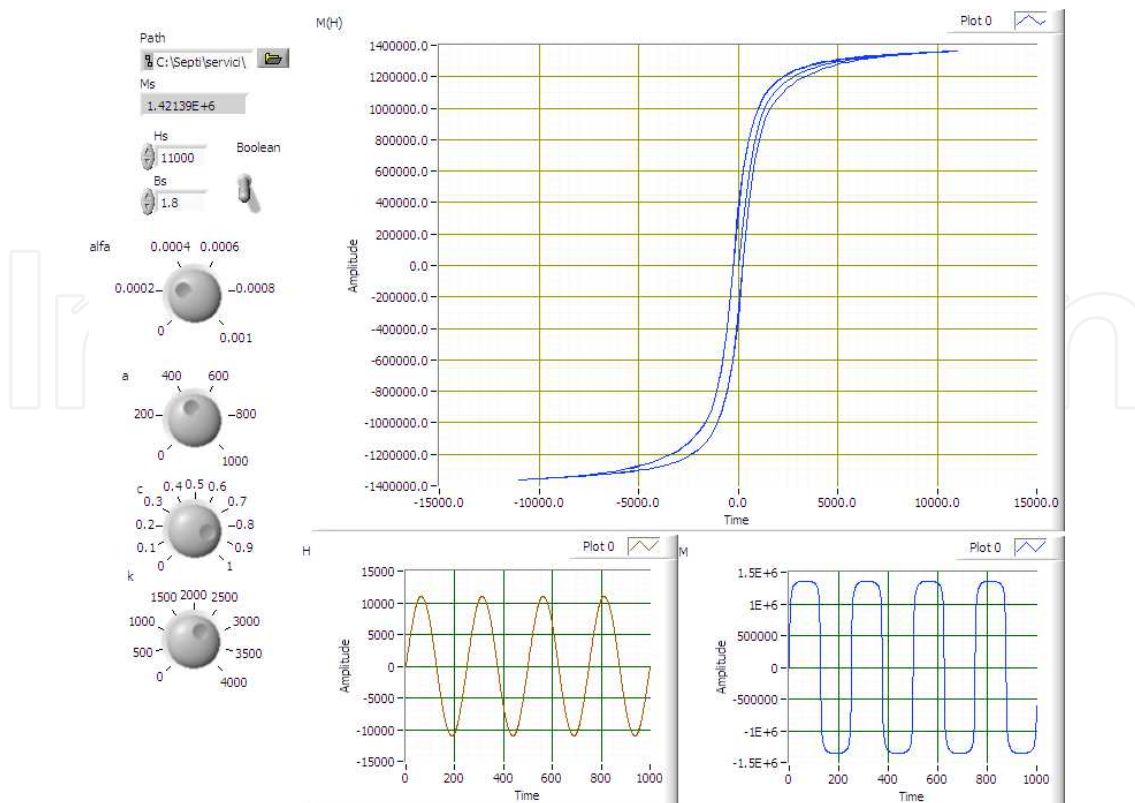 Path
C:\Septi\servici\
Ms
1.42139E+6
Hs
11000
Boolean
Bs
1.8
alfa
0.0004 0.0006
0.0002 0.0008
0 0.001
a
400 600
200 800
0 1000
c
0.4 0.5 0.6
0.3 0.7
0.2 0.8
0.1 0.9
0 1
k
1500 2000 2500
1000 3000
500 3500
0 4000
M(H)
Plot 0
1400000.0
1200000.0
1000000.0
800000.0
600000.0
400000.0
200000.0
0.0
-200000.0
-400000.0
-600000.0
-800000.0
-1000000.0
-1200000.0
-1400000.0
Amplitude
-15000.0 -10000.0 -5000.0 0.0 5000.0 10000.0 15000.0
Time
H
Plot 0
15000
10000
5000
0
-5000
-10000
-15000
Amplitude
0 200 400 600 800 1000
Time
M
Plot 0
1.5E+6
1E+6
500000
0
-500000
-1E+6
-1.5E+6
Amplitude
0 200 400 600 800 1000
Time